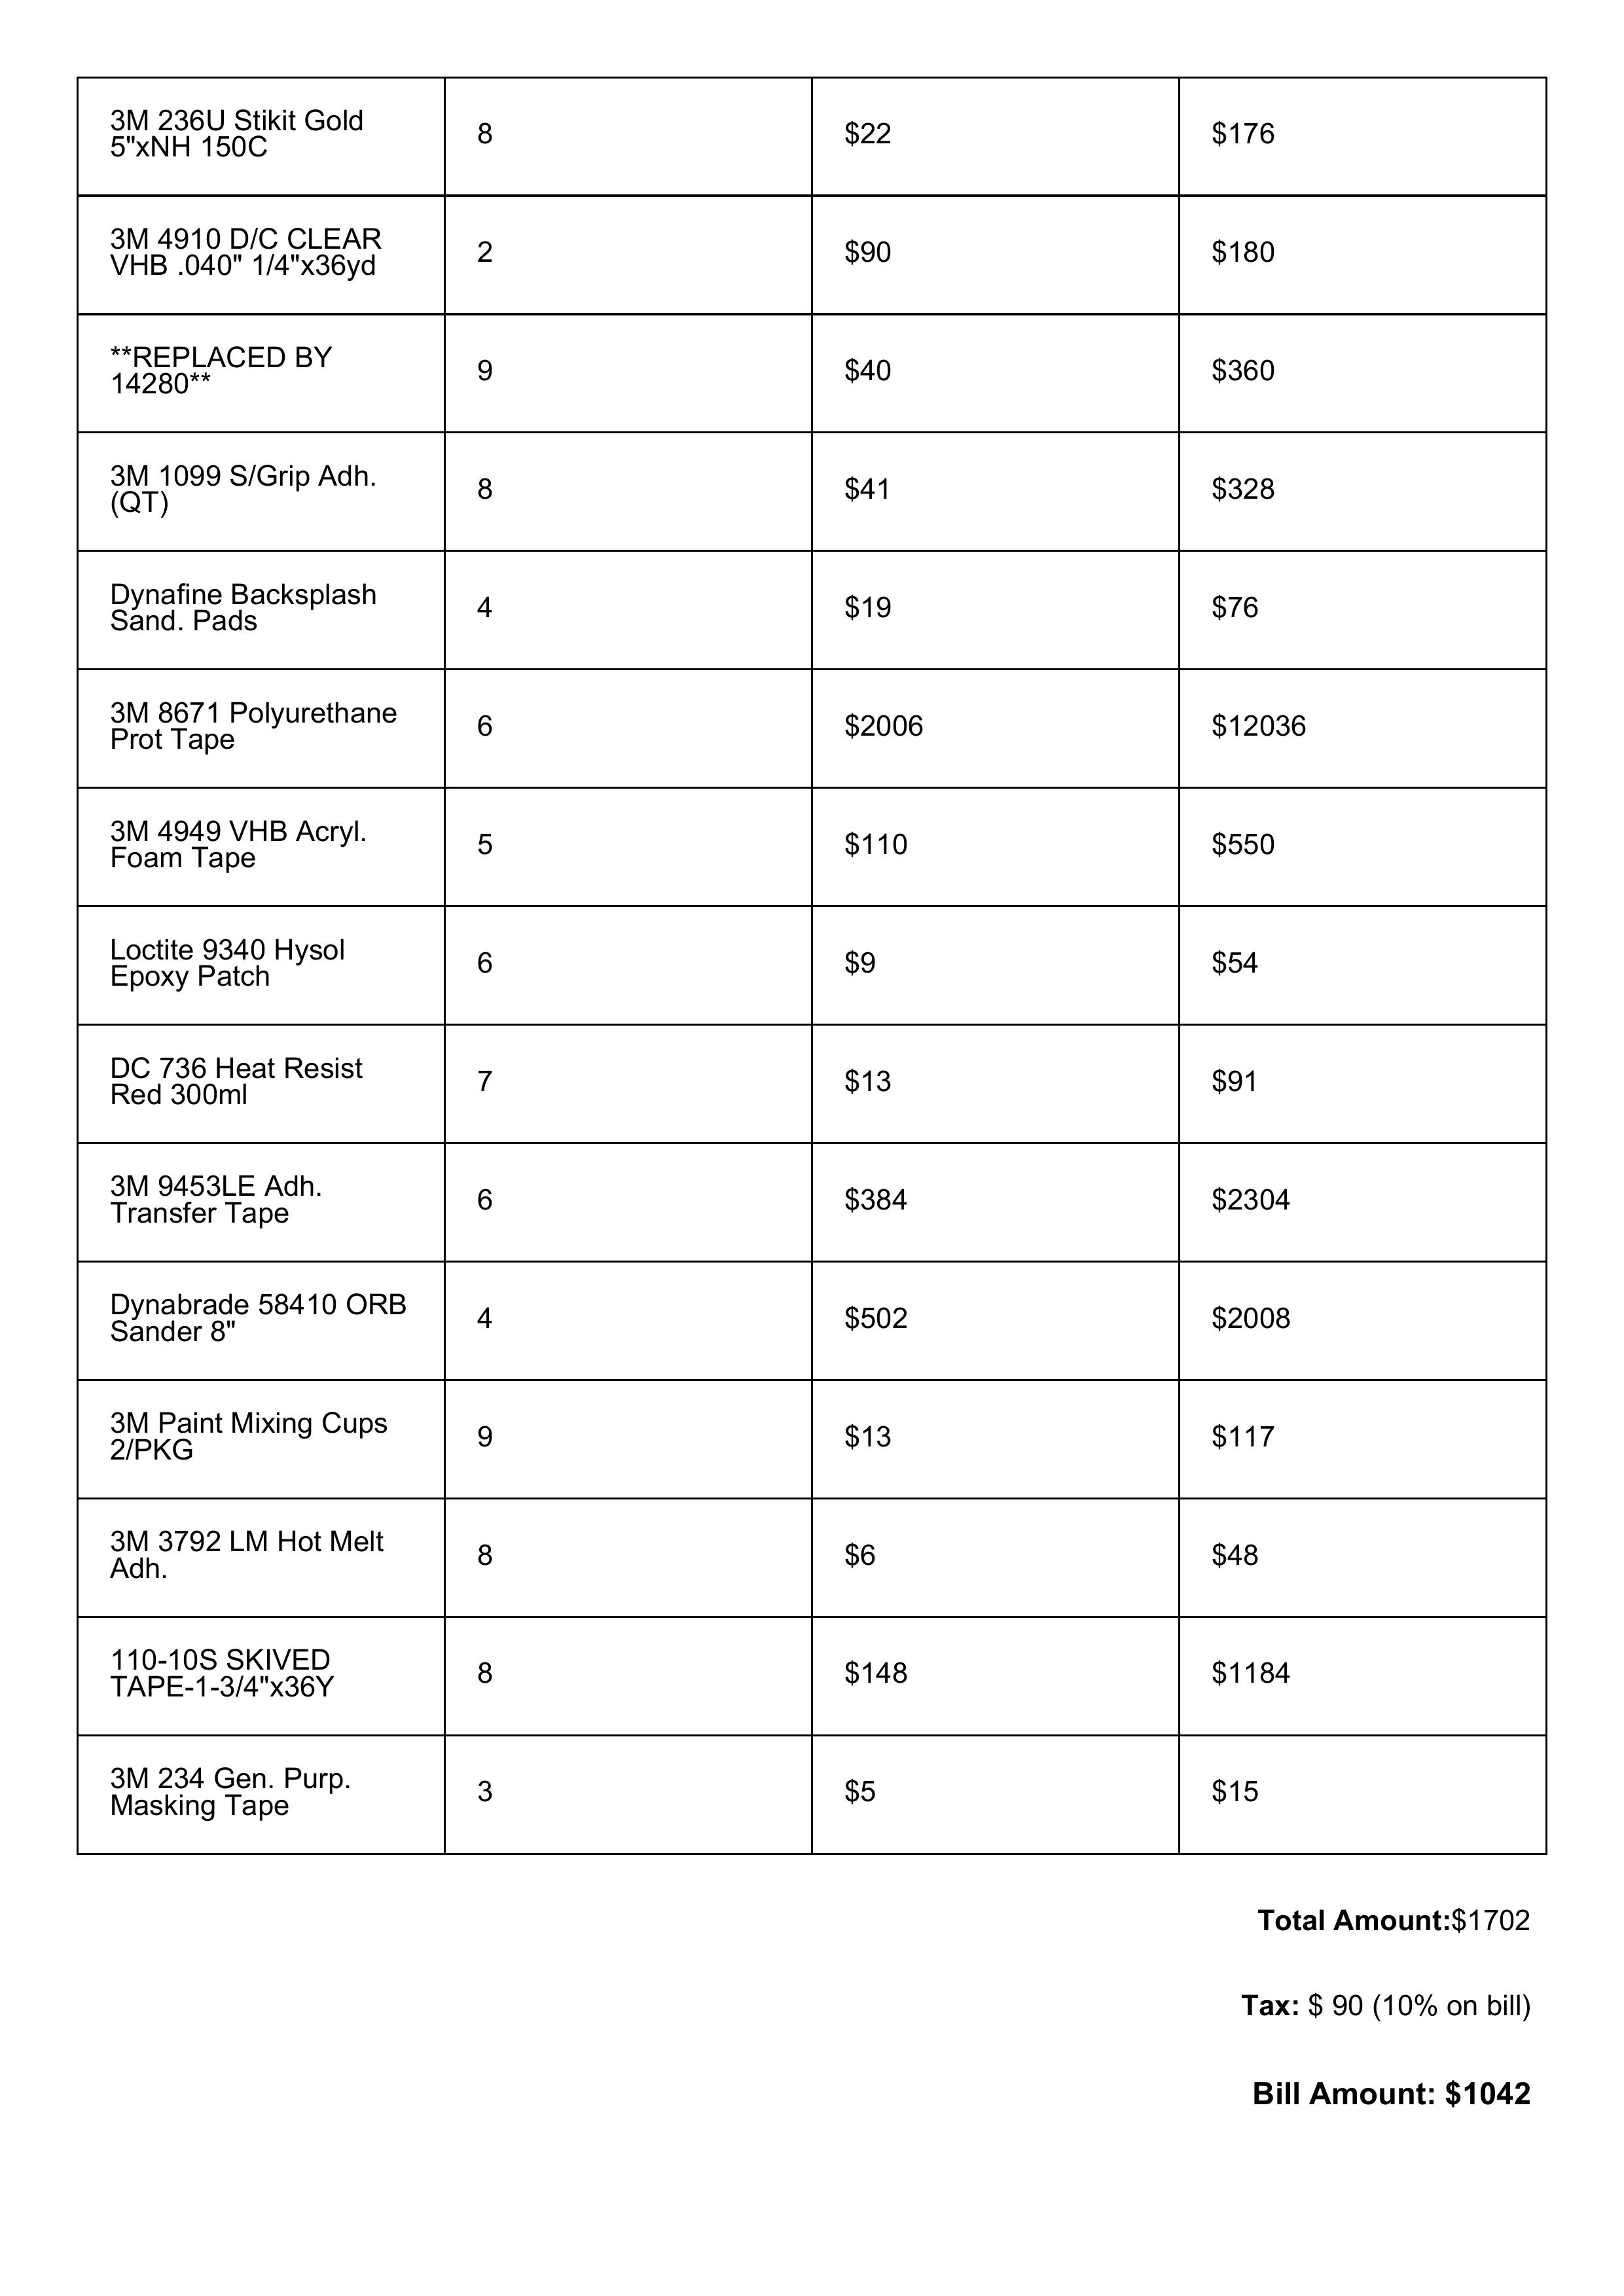 3M 236U Stikit Gold
5"xNH 150C
8
$22
$176
3M 4910 D/C CLEAR
VHB .040" 1/4"x36yd
2
$90
$180
**REPLACED BY
14280**
9
$40
$360
3M 1099 S/Grip Adh.
(QT)
8
$41
$328
Dynafine Backsplash
Sand. Pads
4
$19
$76
3M 8671 Polyurethane
Prot Tape
6
$2006
$12036
3M 4949 VHB Acryl.
Foam Tape
5
$110
$550
Loctite 9340 Hysol
Epoxy Patch
6
$9
$54
DC 736 Heat Resist
Red 300ml
7
$13
$91
3M 9453LE Adh.
Transfer Tape
6
$384
$2304
Dynabrade 58410 ORB
Sander 8"
4
$502
$2008
3M Paint Mixing Cups
2/PKG
9
$13
$117
3M 3792 LM Hot Melt
Adh.
8
$6
$48
110-10S SKIVED
TAPE-1-3/4"x36Y
8
$148
$1184
3M 234 Gen. Purp.
Masking Tape
3
$5
$15
Total Amount:$1702
Tax: $ 90 (10% on bill)
Bill Amount: $1042